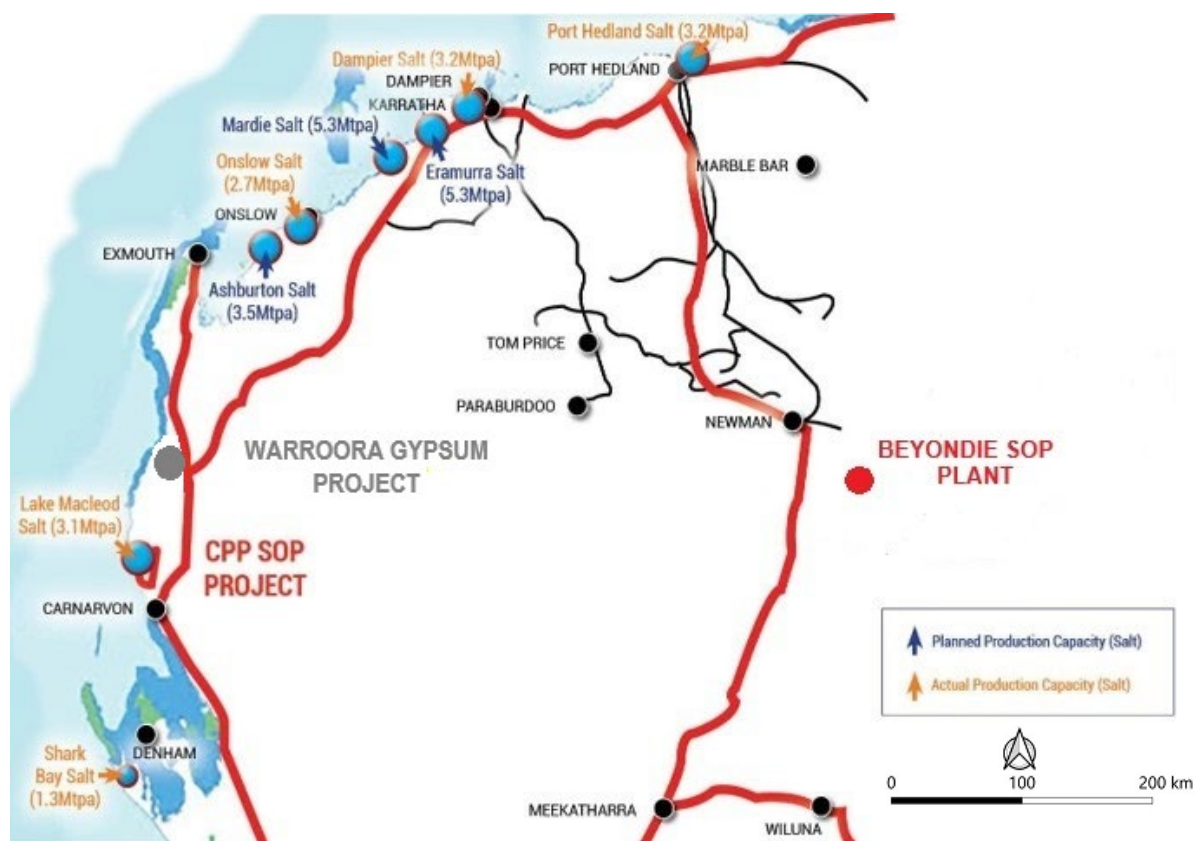 Port Hedland Salt (3.2Mtpa)
Dampier Salt (3.2Mtpa)
PORT HEDLAND
DAMPIER
KARRATHA
Mardie Salt (5.3Mtpa)
Eramurra Salt
(5.3Mtpa)
MARBLE BAR
Onslow Salt
(2.7Mtpa)
ONSLOW
EXMOUTH
Ashburton Salt
(3.5Mtpa)
TOM PRICE
PARABURDOO
NEWMAN
WARROORA GYPSUM
PROJECT
BEYONDIE SOP
PLANT
Lake Macleod
Salt (3.1Mtpa)
CPP SOP
PROJECT
CARNARVON
Planned Production Capacity (Salt)
Actual Production Capacity (Salt)
DENHAM
Shark
Bay Salt
(1.3Mtpa)
MEEKATHARRA
WILUNA
0 100 200 km